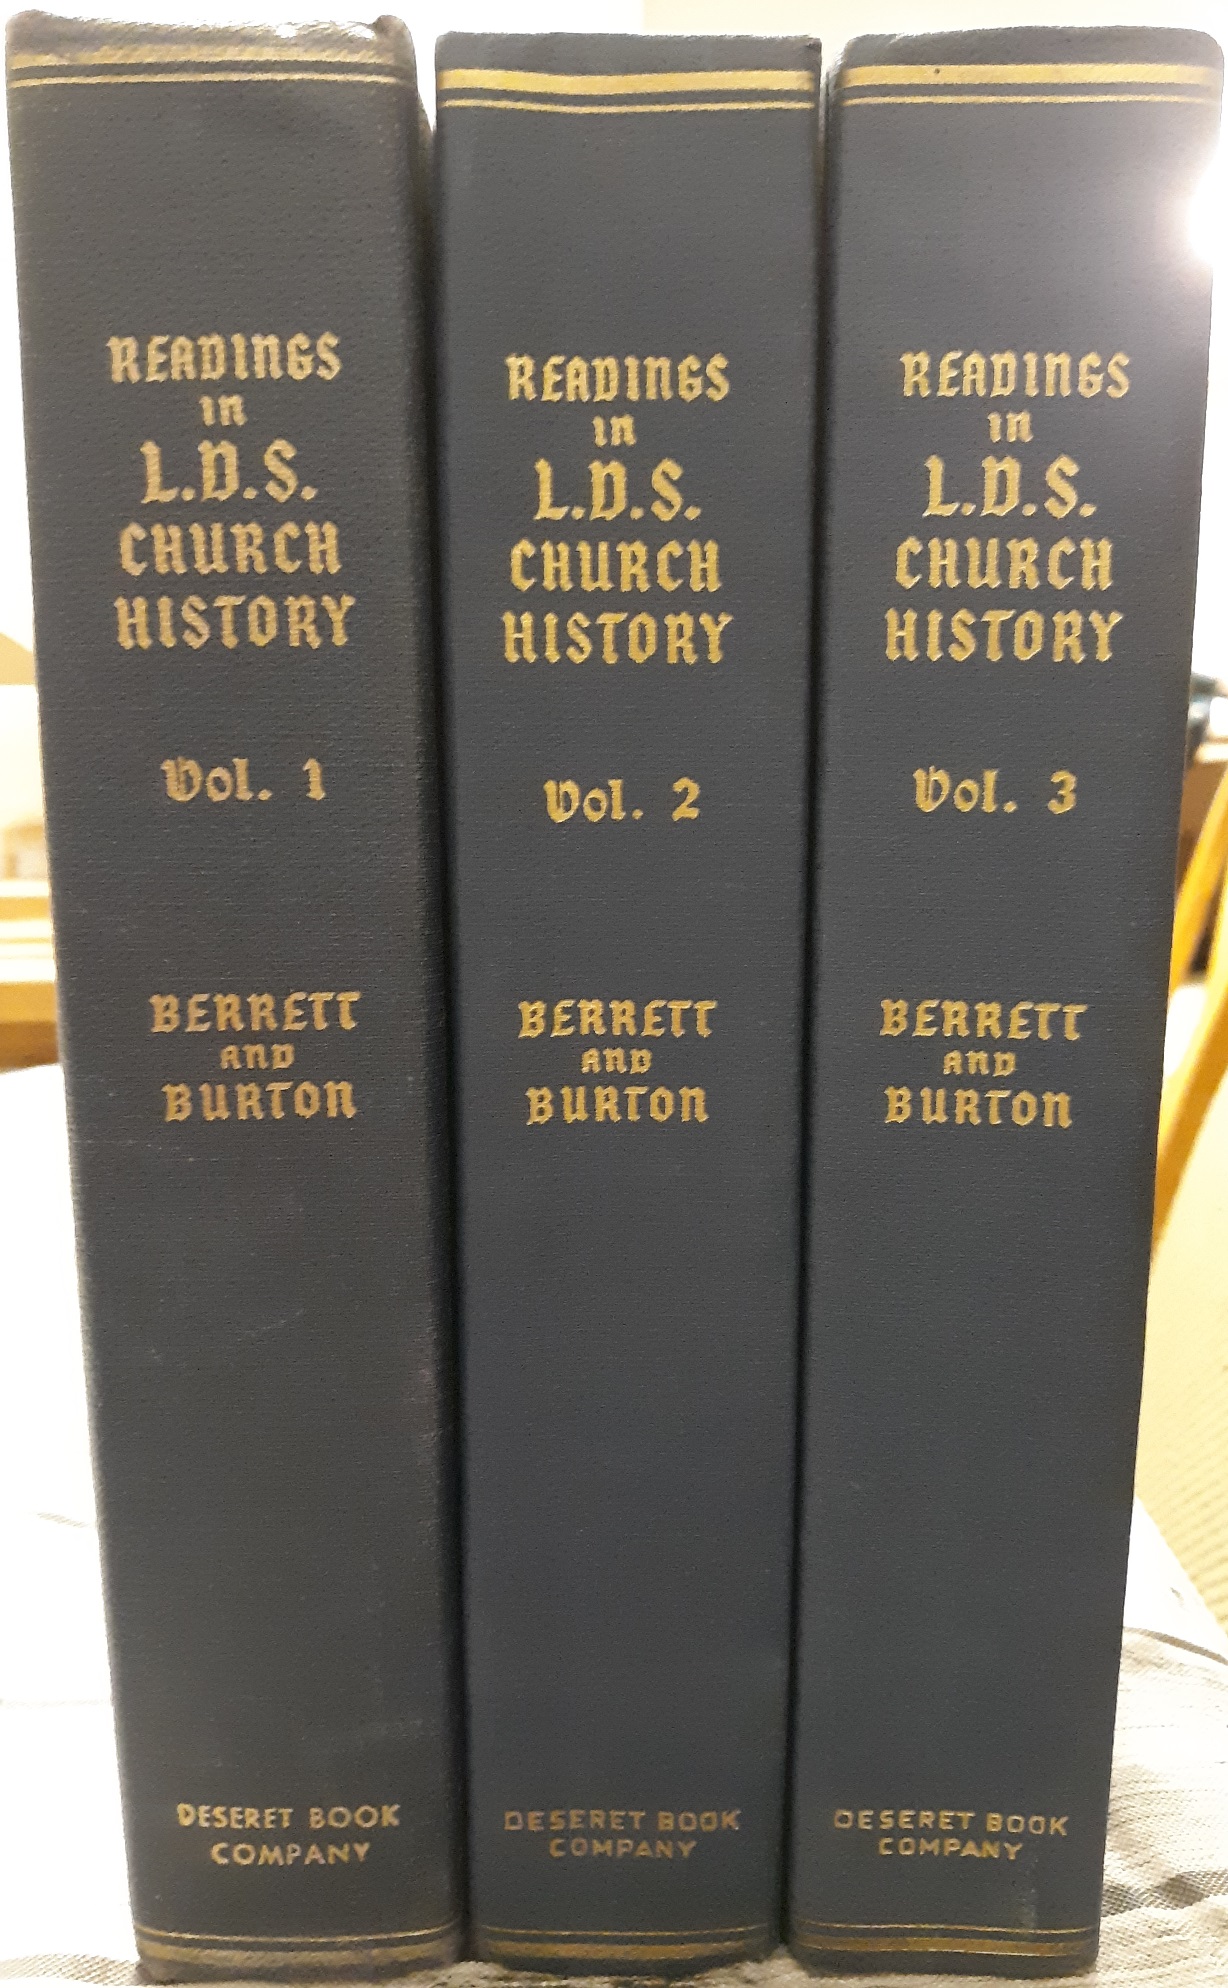 READINGS
in
L.D.S.
CHURCH
HISTORY
Vol. 1
BERRETT
AND
BURTON
DESERET BOOK
COMPANY
READINGS
in
L.D.S.
CHURCH
HISTORY
Vol. 2
BERRETT
AND
BURTON
DESERET BOOK
COMPANY
READINGS
in
L.D.S.
CHURCH
HISTORY
Vol. 3
BERRETT
AND
BURTON
DESERET BOOK
COMPANY